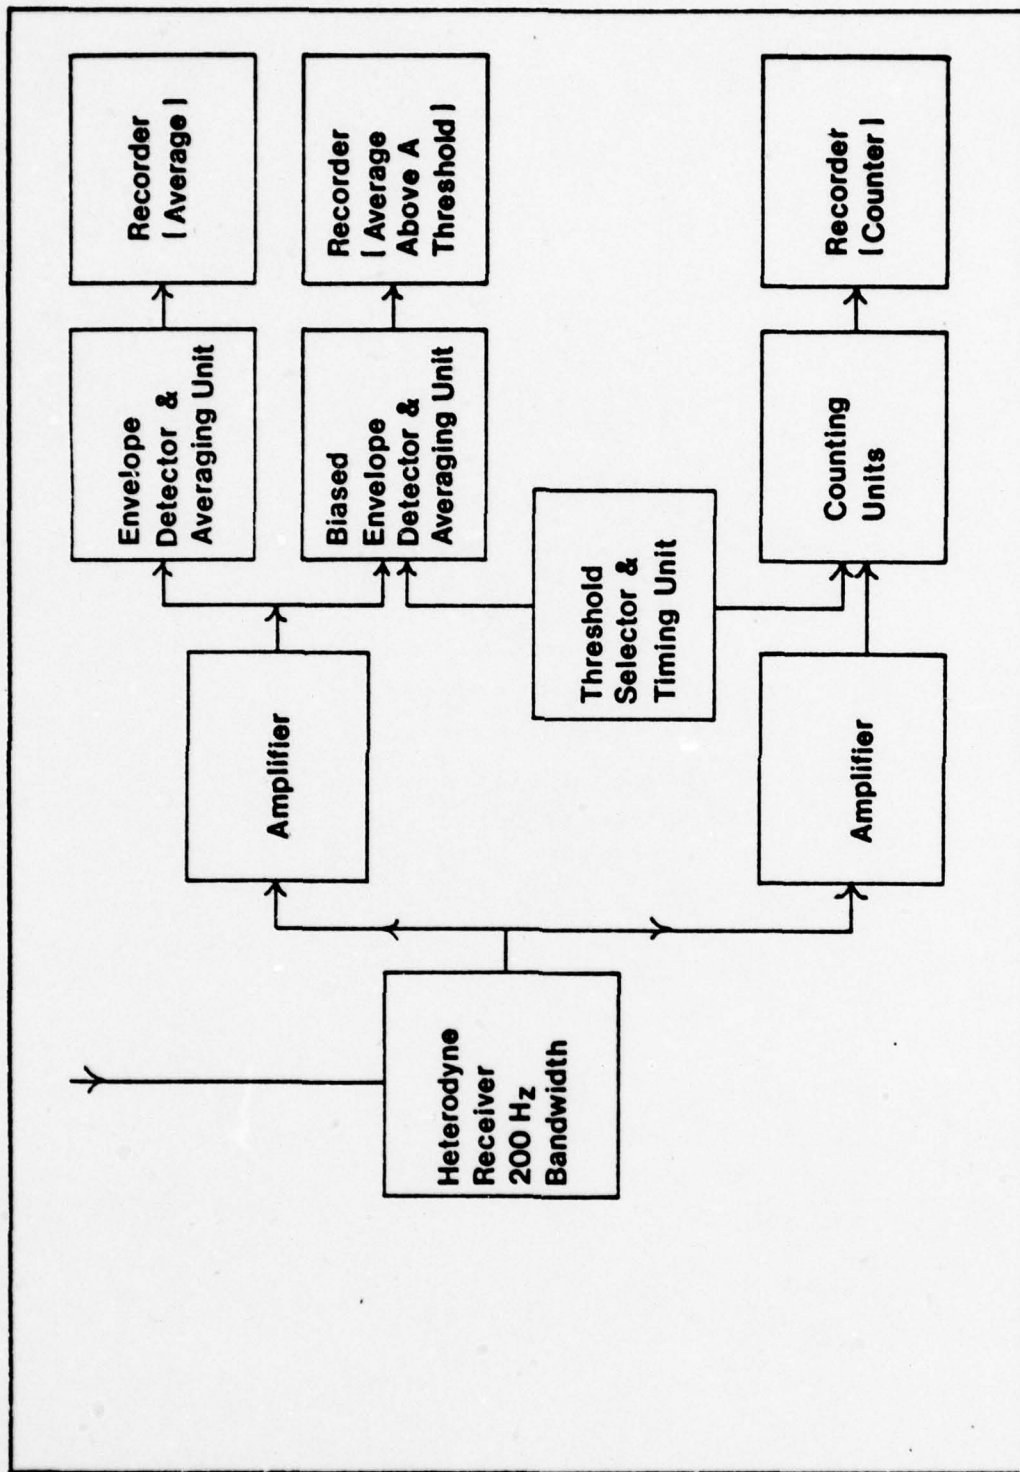 Heterodyne
Receiver
200 Hz
Bandwidth
Amplifier
Envelope
Detector &
Averaging Unit
Recorder
( Average )
Biased
Envelope
Detector &
Averaging Unit
Recorder
( Average
Above A
Threshold )
Threshold
Selector &
Timing Unit
Amplifier
Counting
Units
Recorder
(Counter )